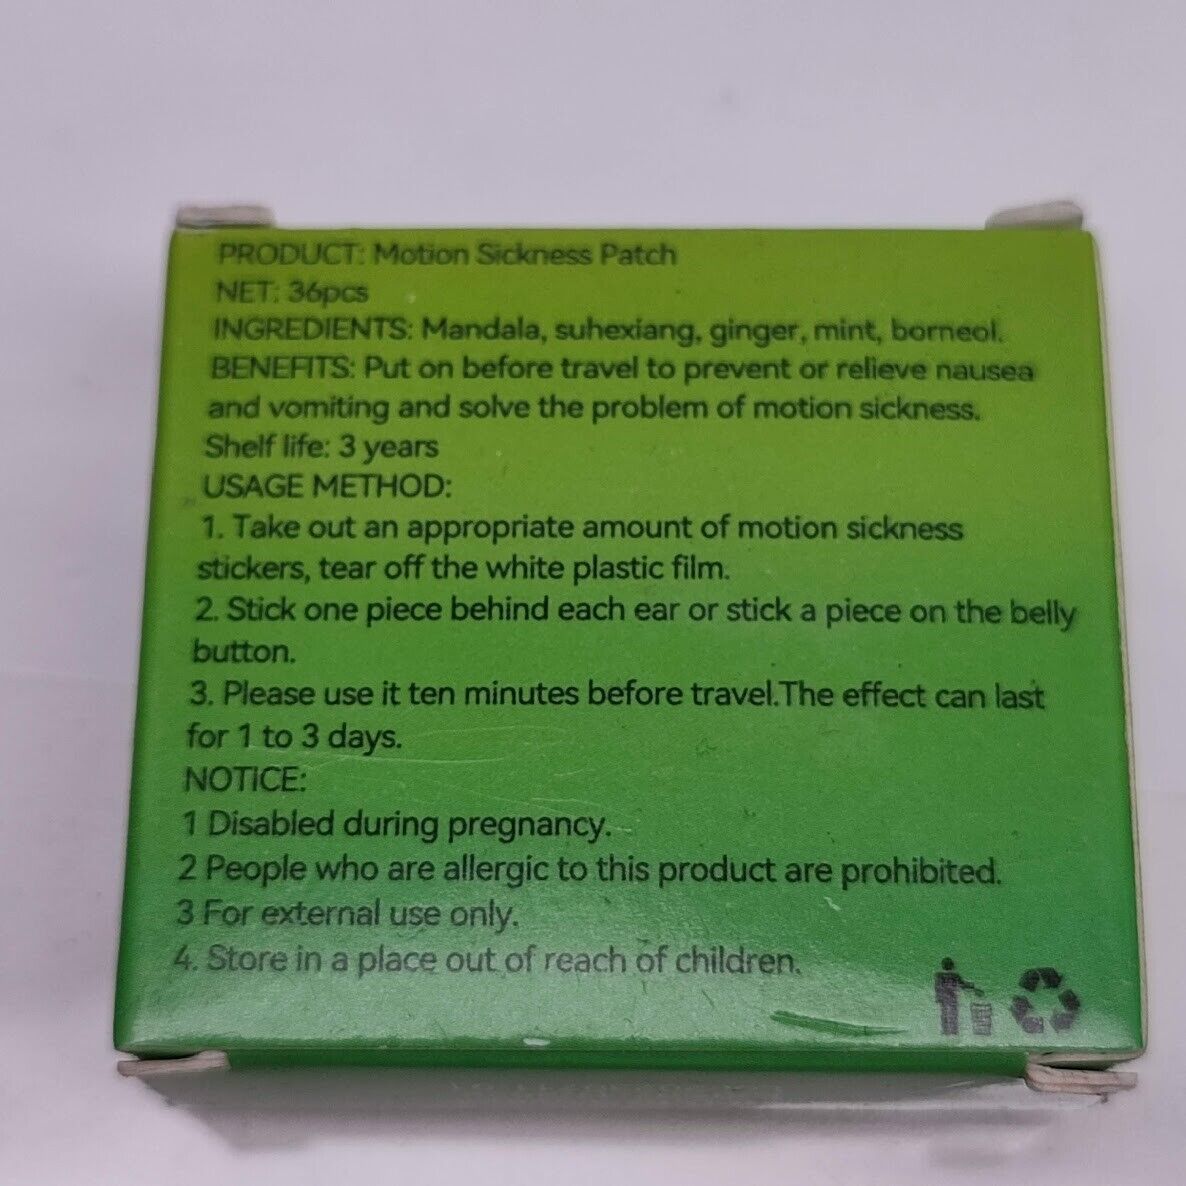 PRODUCT: Motion Sickness Patch
NET: 36pcs
INGREDIENTS: Mandala, suhexiang, ginger, mint, borneol.
BENEFITS: Put on before travel to prevent or relieve nausea
and vomiting and solve the problem of motion sickness.
Shelf life: 3 years
USAGE METHOD:
1. Take out an appropriate amount of motion sickness
stickers, tear off the white plastic film.
2. Stick one piece behind each ear or stick a piece on the belly
button.
3. Please use it ten minutes before travel.The effect can last
for 1 to 3 days.
NOTICE:
1 Disabled during pregnancy.
2 People who are allergic to this product are prohibited.
3 For external use only.
4. Store in a place out of reach of children.